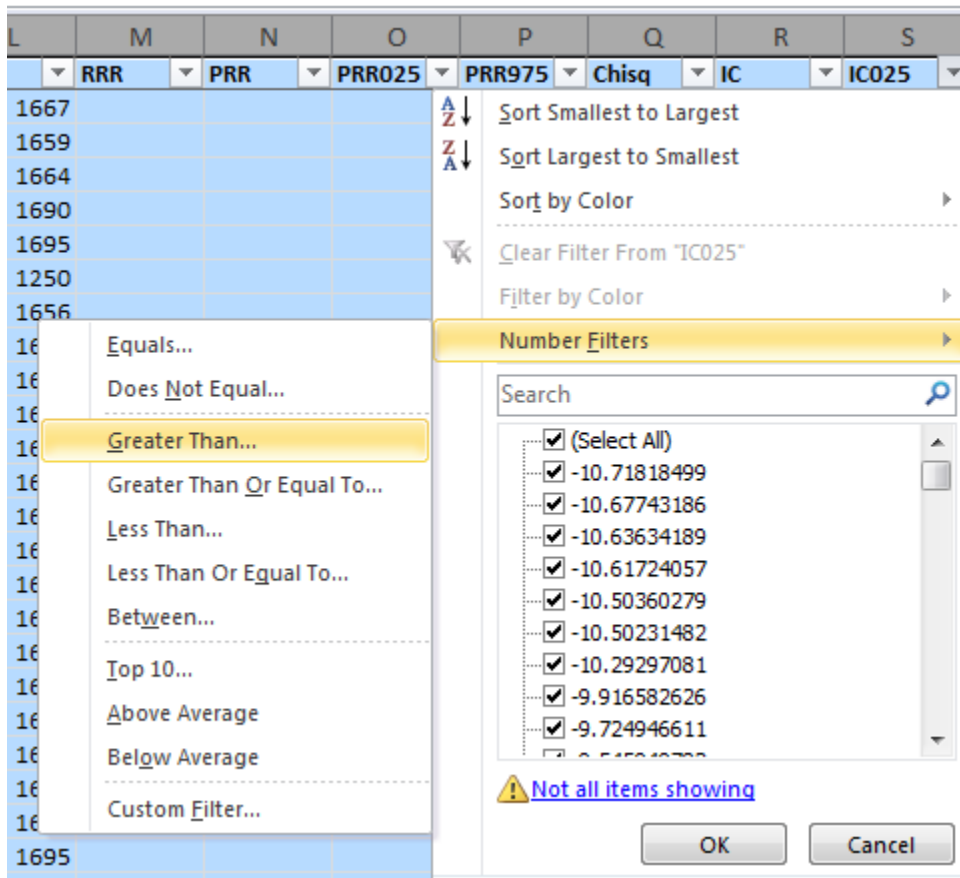 L M N O P Q R S
RRR PRR PRR025 PRR975 Chisq IC IC025
1667
1659
1664
1690
1695
1250
1656
Sort Smallest to Largest
Sort Largest to Smallest
Sort by Color
Clear Filter From "IC025"
Filter by Color
Number Filters
Search
(Select All)
-10.71818499
-10.67743186
-10.63634189
-10.61724057
-10.50360279
-10.50231482
-10.29297081
-9.916582626
-9.724946611
Not all items showing
OK Cancel
Equals...
Does Not Equal...
Greater Than...
Greater Than Or Equal To...
Less Than...
Less Than Or Equal To...
Between...
Top 10...
Above Average
Below Average
Custom Filter...
1695